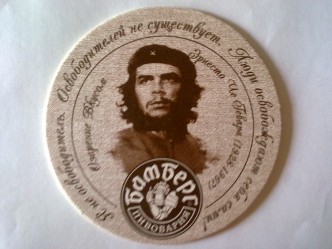 Я не освободитель. Освободителей не существует. Люди освобождают себя сами!
Эрнесто Че Гевара (1928-1967)
Бамберг
ПИВОВАРНЯ